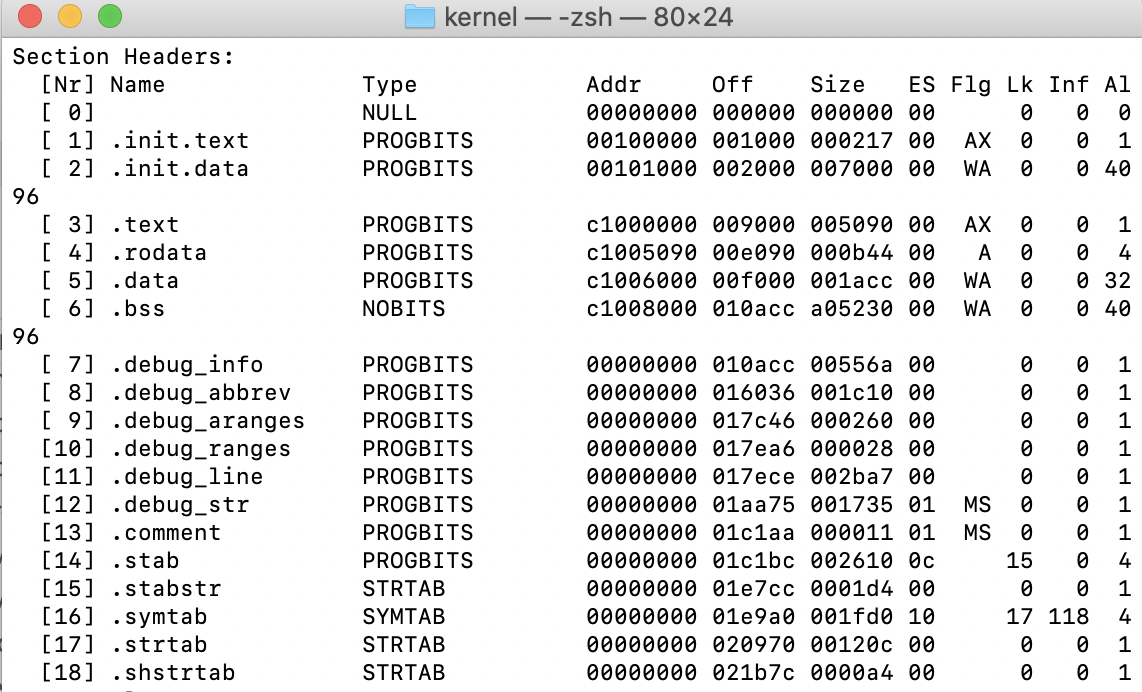 kernel — -zsh — 80×24
Section Headers:
  [Nr] Name              Type            Addr     Off    Size   ES Flg Lk Inf Al
  [ 0]                   NULL            00000000 000000 000000 00      0   0  0
  [ 1] .init.text        PROGBITS        00100000 001000 000217 00  AX  0   0  1
  [ 2] .init.data        PROGBITS        00101000 002000 007000 00  WA  0   0 40
96
  [ 3] .text             PROGBITS        c1000000 009000 005090 00  AX  0   0  1
  [ 4] .rodata           PROGBITS        c1005090 00e090 000b44 00   A  0   0  4
  [ 5] .data             PROGBITS        c1006000 00f000 001acc 00  WA  0   0 32
  [ 6] .bss              NOBITS          c1008000 010acc a05230 00  WA  0   0 40
96
  [ 7] .debug_info       PROGBITS        00000000 010acc 00556a 00      0   0  1
  [ 8] .debug_abbrev     PROGBITS        00000000 016036 001c10 00      0   0  1
  [ 9] .debug_aranges    PROGBITS        00000000 017c46 000260 00      0   0  1
  [10] .debug_ranges     PROGBITS        00000000 017ea6 000028 00      0   0  1
  [11] .debug_line       PROGBITS        00000000 017ece 002ba7 00      0   0  1
  [12] .debug_str        PROGBITS        00000000 01aa75 001735 01  MS  0   0  1
  [13] .comment          PROGBITS        00000000 01c1aa 000011 01  MS  0   0  1
  [14] .stab             PROGBITS        00000000 01c1bc 002610 0c     15   0  4
  [15] .stabstr          STRTAB          00000000 01e7cc 0001d4 00      0   0  1
  [16] .symtab           SYMTAB          00000000 01e9a0 001fd0 10     17 118  4
  [17] .strtab           STRTAB          00000000 020970 00120c 00      0   0  1
  [18] .shstrtab         STRTAB          00000000 021b7c 0000a4 00      0   0  1